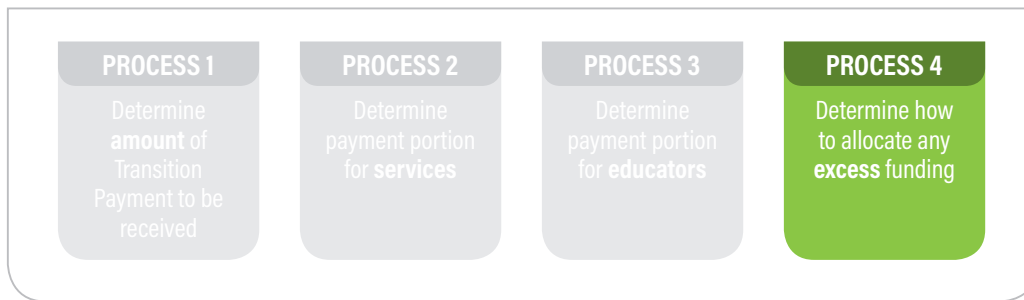 PROCESS 1
Determine
amount of
Transition
Payment to be
received
PROCESS 2
Determine
payment portion
for services
PROCESS 3
Determine
payment portion
for educators
PROCESS 4
Determine how
to allocate any
excess funding